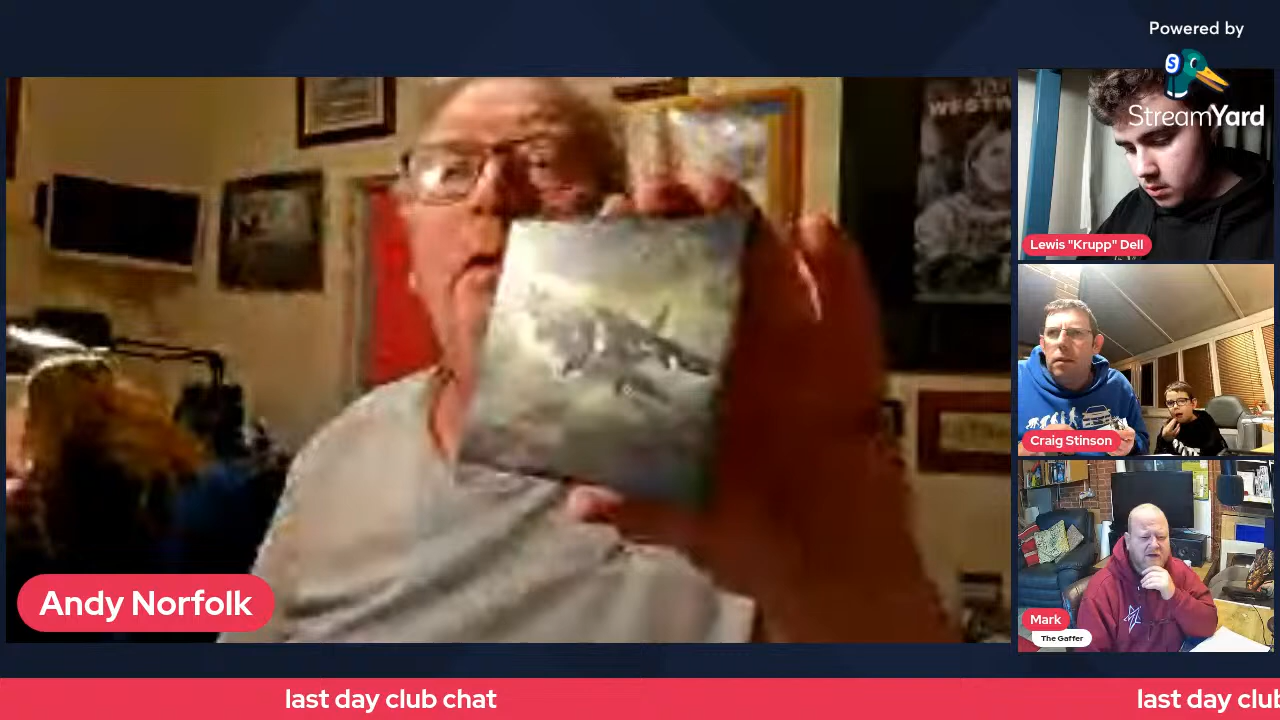 Powered by
StreamYard
WESTW
Lewis "Krupp" Dell
Craig Stinson
Andy Norfolk
Mark
The Gaffer
last day club chat
last day club